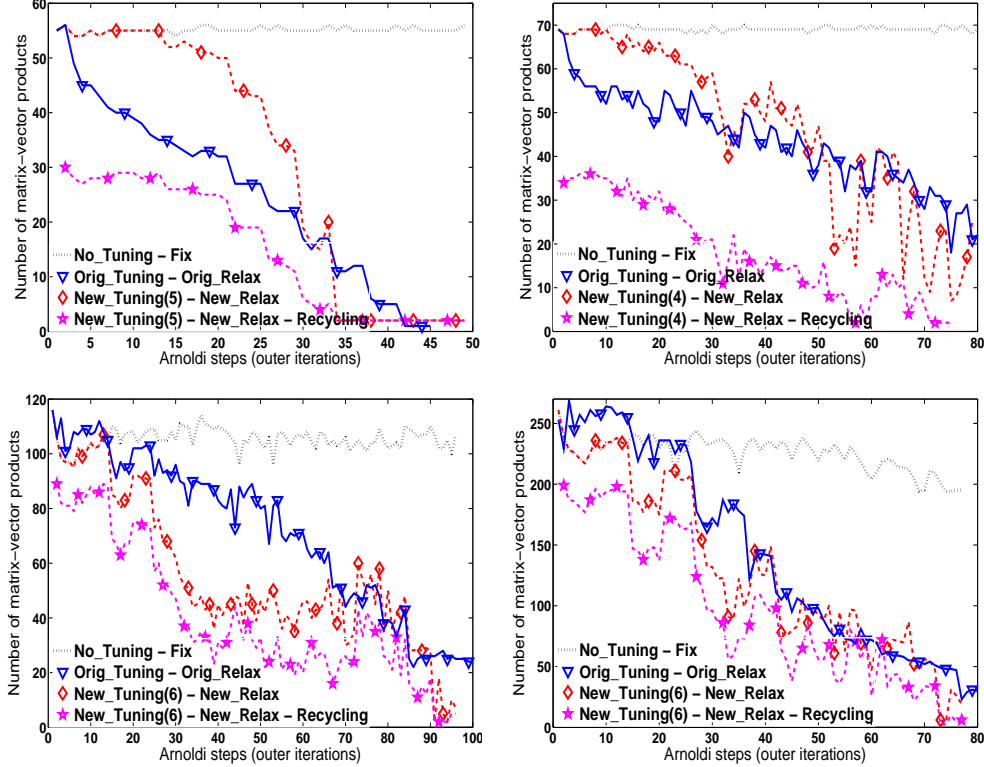 60
50
40
30
20
10
0
0 5 10 15 20 25 30 35 40 45 50
Number of matrix−vector products
Arnoldi steps (outer iterations)
No_Tuning − Fix
Orig_Tuning − Orig_Relax
New_Tuning(5) − New_Relax
New_Tuning(5) − New_Relax − Recycling
70
60
50
40
30
20
10
0
0 10 20 30 40 50 60 70 80
Number of matrix−vector products
Arnoldi steps (outer iterations)
No_Tuning − Fix
Orig_Tuning − Orig_Relax
New_Tuning(4) − New_Relax
New_Tuning(4) − New_Relax − Recycling
120
100
80
60
40
20
0
0 10 20 30 40 50 60 70 80 90 100
Number of matrix−vector products
Arnoldi steps (outer iterations)
No_Tuning − Fix
Orig_Tuning − Orig_Relax
New_Tuning(6) − New_Relax
New_Tuning(6) − New_Relax − Recycling
250
200
150
100
50
0
0 10 20 30 40 50 60 70 80
Number of matrix−vector products
Arnoldi steps (outer iterations)
No_Tuning − Fix
Orig_Tuning − Orig_Relax
New_Tuning(6) − New_Relax
New_Tuning(6) − New_Relax − Recycling